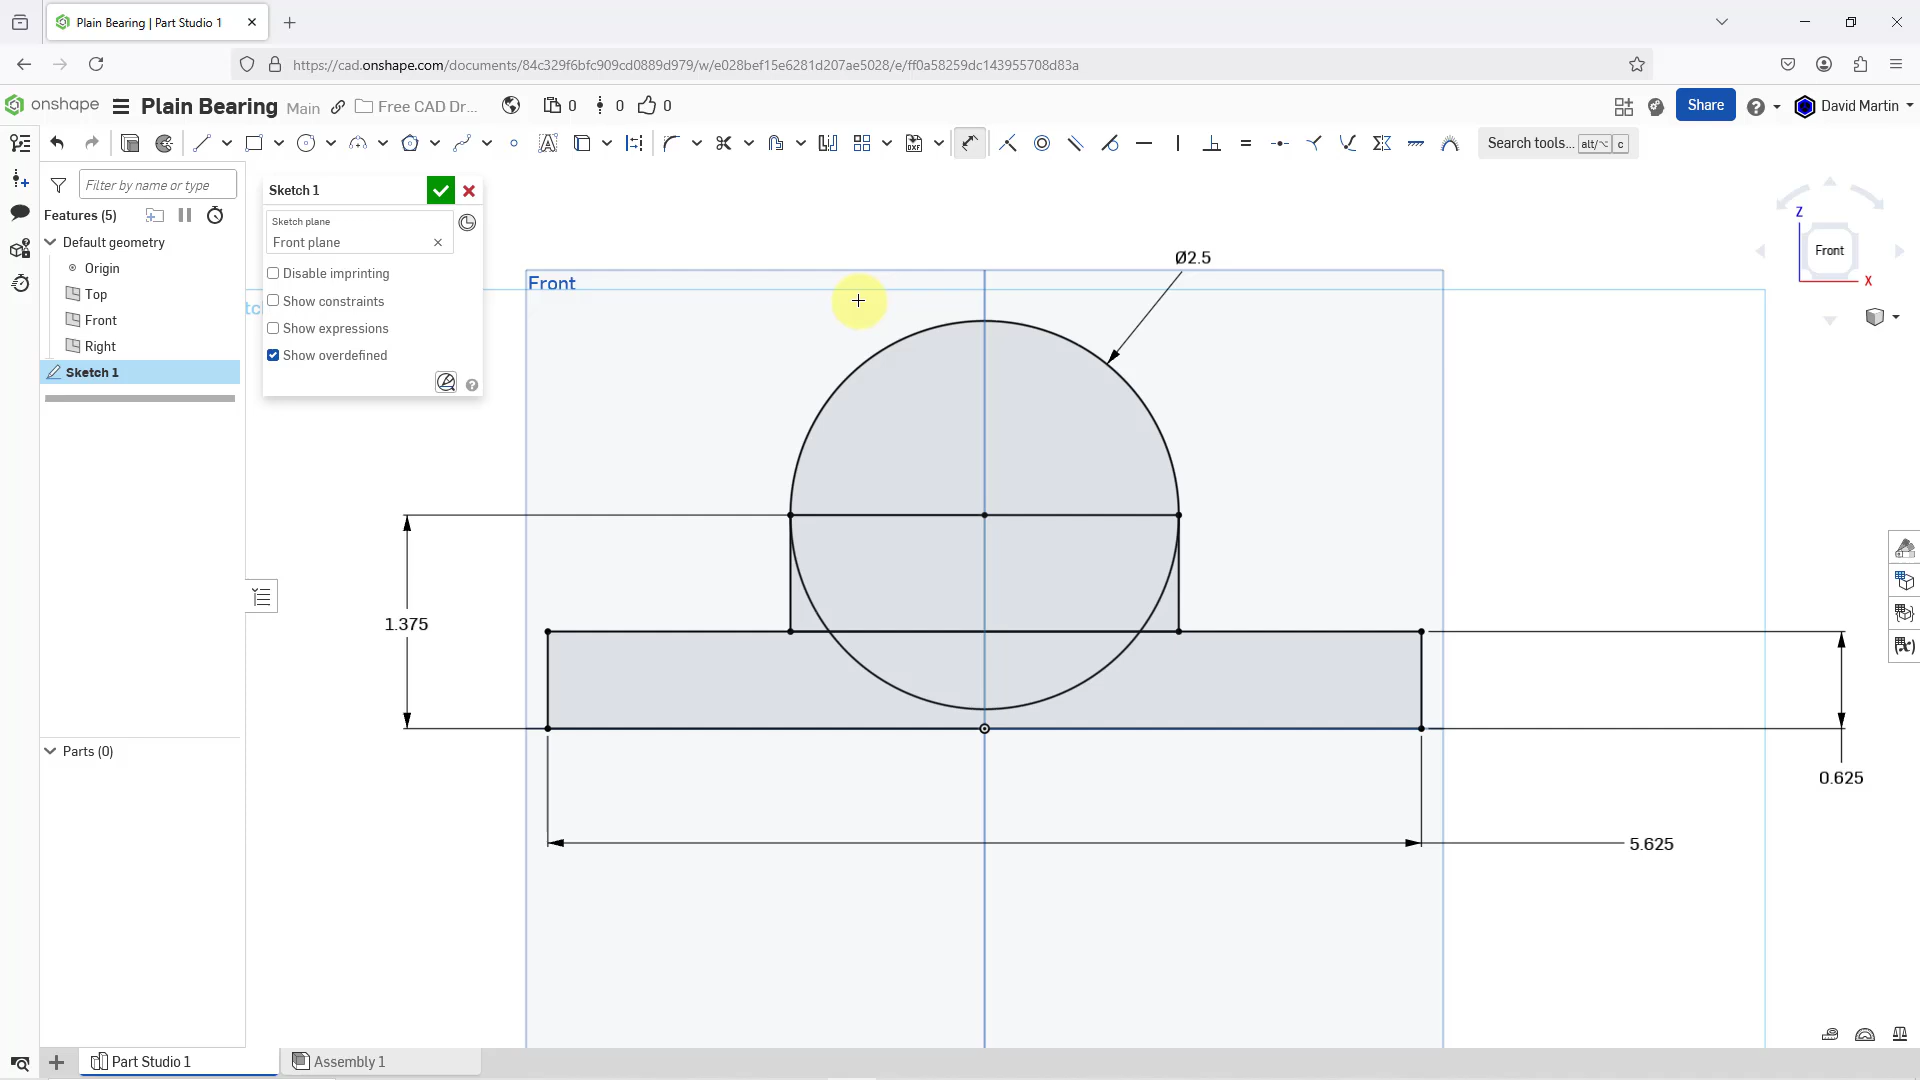 Plain Bearing | Part Studio 1
https://cad.onshape.com/documents/84c329f6bfc909cd0889d979/w/e028bef15e6281d207ae5028/e/ff0a58259dc143955708d83a
onshape
Plain Bearing
Main
Free CAD Dr...
0
0
0
Share
David Martin
Search tools...
alt/⌥
c
Filter by name or type
Features (5)
Default geometry
Origin
Top
Front
Right
Sketch 1
Parts (0)
Sketch 1
Sketch plane
Front plane
Disable imprinting
Show constraints
Show expressions
Show overdefined
Front
Ø2.5
1.375
0.625
5.625
Z
Front
X
Part Studio 1
Assembly 1